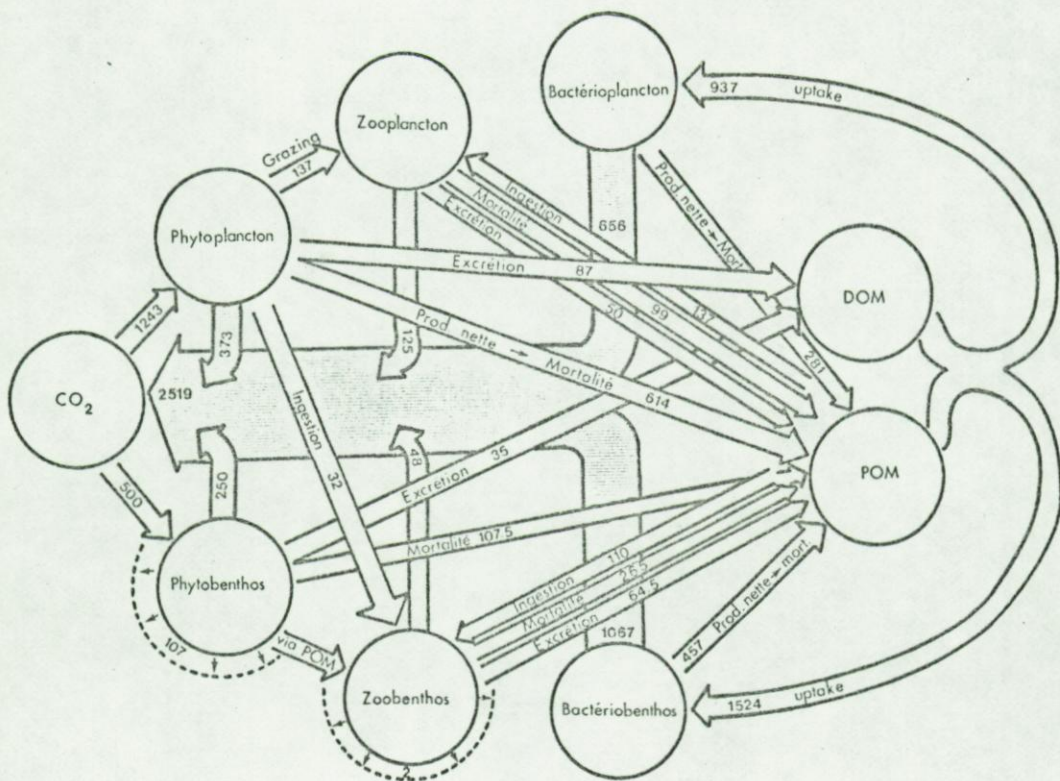 Bactérioplancton
937 uptake
Zooplancton
Grazing
137
Phytoplancton
Ingestion
Mortalité
Excrétion
137
99
50
656
Prod. nette → Mort.
281
Excrétion 87
DOM
1243
373
125
Prod. nette → Mortalité
614
CO2
2519
Ingestion
32
48
Excrétion 35
POM
500
250
Mortalité 107.5
Phytobenthos
107
via POM
Ingestion 110
Mortalité
Excrétion 64.5
1067
457 Prod. nette → mort.
Zoobenthos
2
Bactériobenthos
1524 uptake